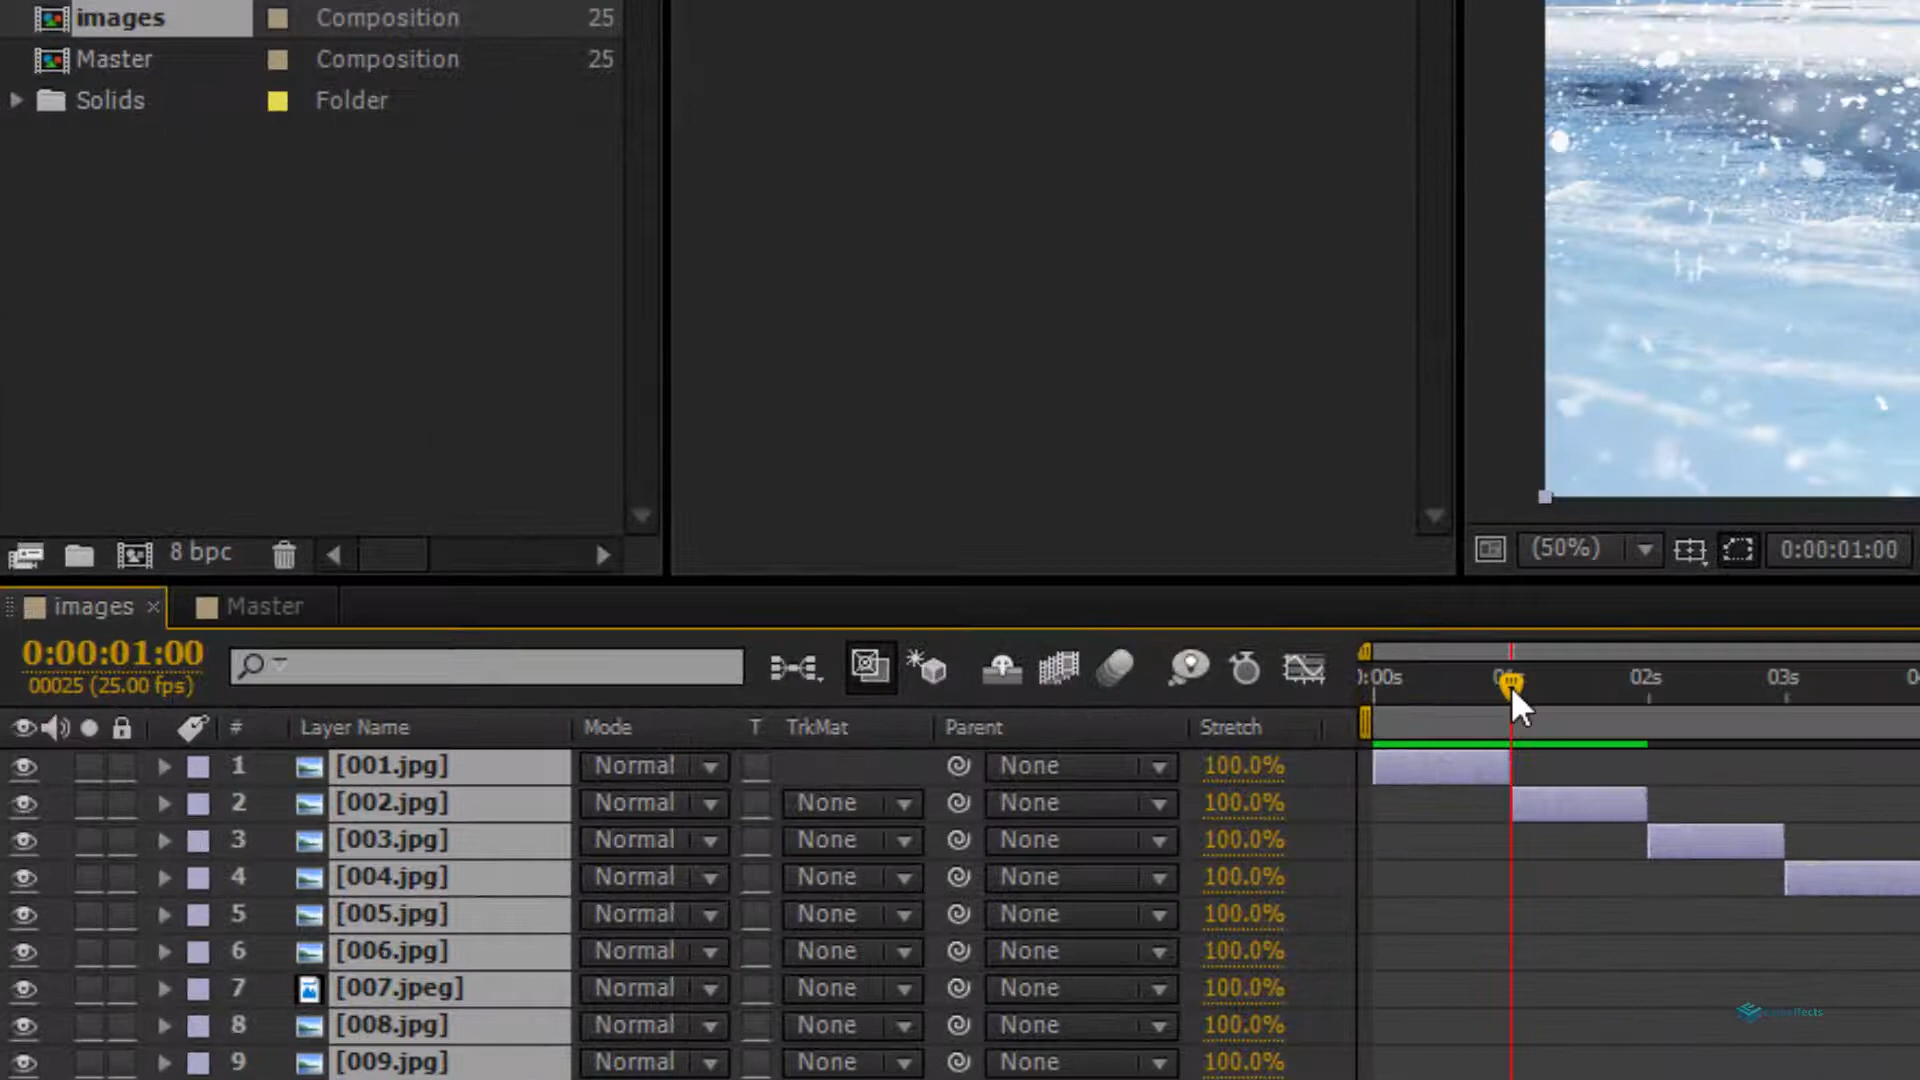 images Composition 25
Master Composition 25
Solids Folder
8 bpc
(50%) 0:00:01:00
images × Master
0:00:01:00
00025 (25.00 fps)
:00s 02s 03s
# Layer Name Mode T TrkMat Parent Stretch
1 [001.jpg] Normal None 100.0%
2 [002.jpg] Normal None None 100.0%
3 [003.jpg] Normal None None 100.0%
4 [004.jpg] Normal None None 100.0%
5 [005.jpg] Normal None None 100.0%
6 [006.jpg] Normal None None 100.0%
7 [007.jpeg] Normal None None 100.0%
8 [008.jpg] Normal None None 100.0%
9 [009.jpg] Normal None None 100.0%